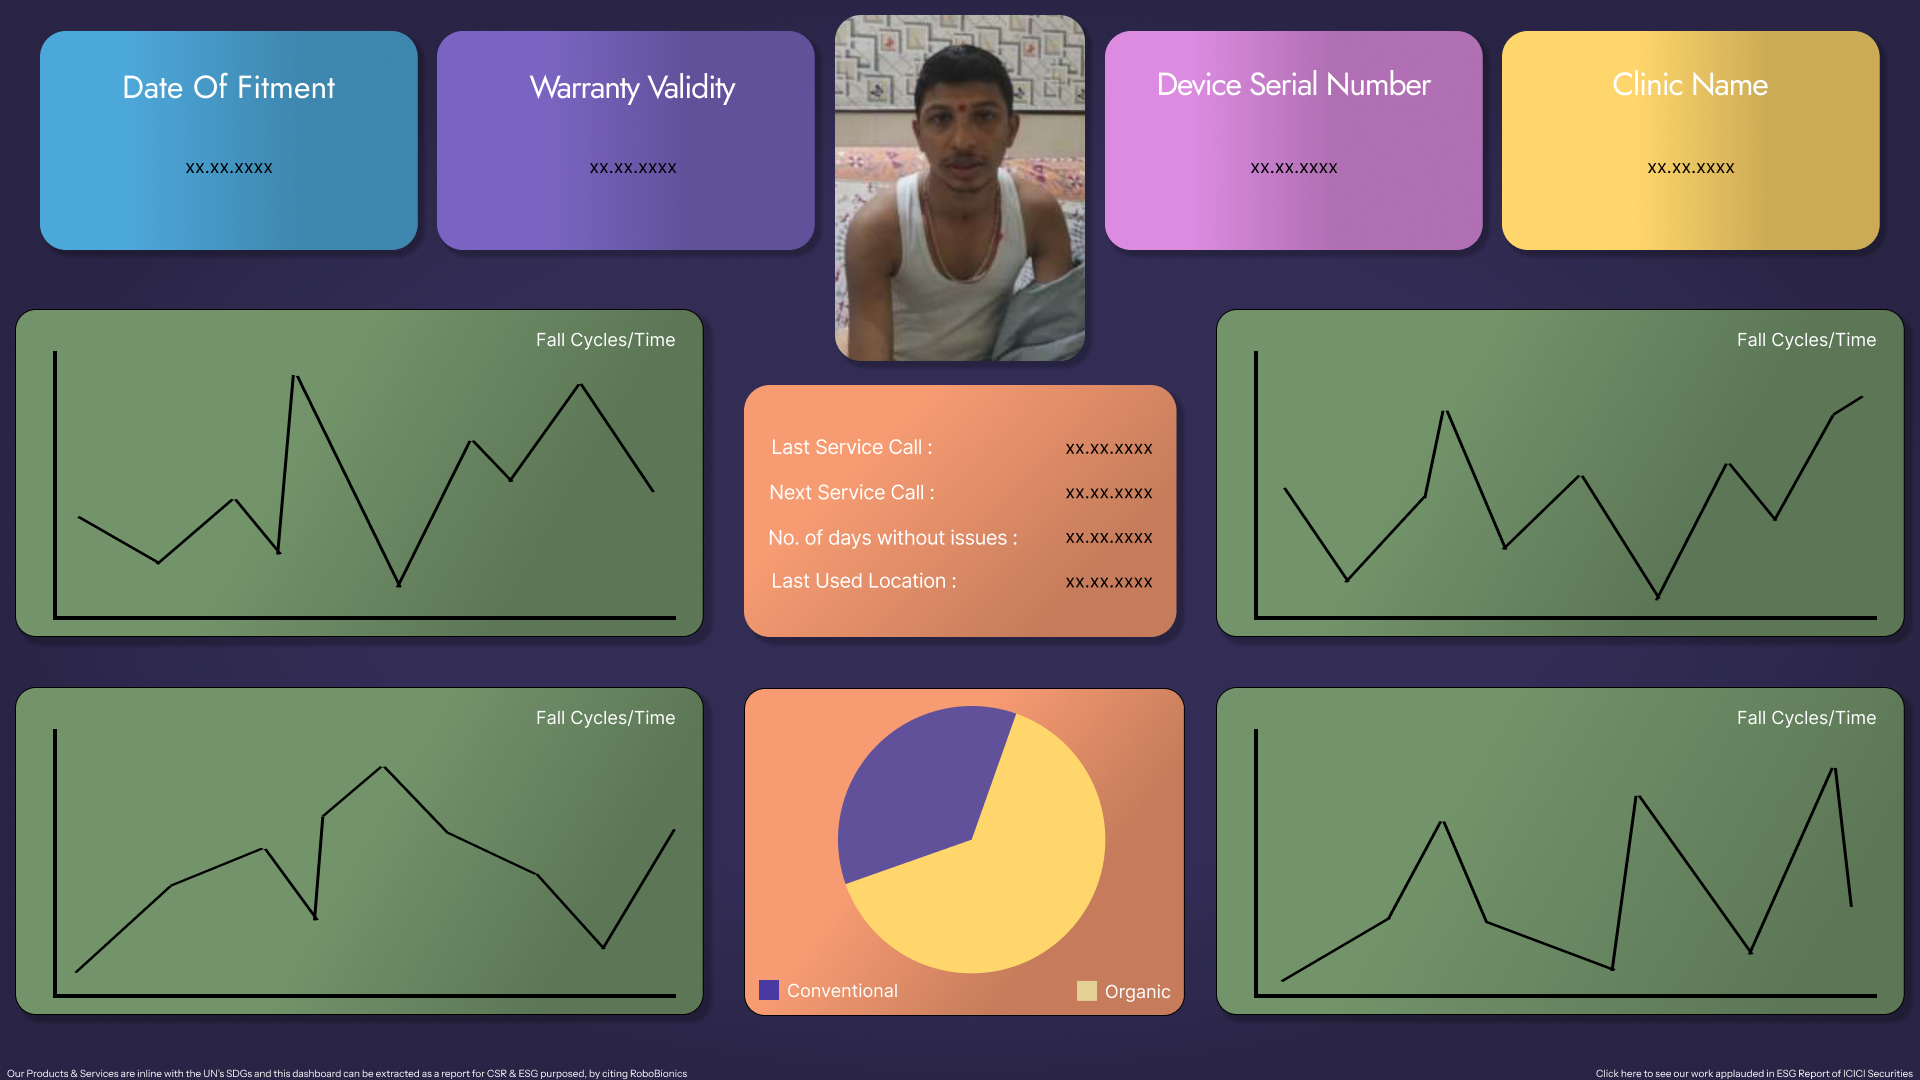 Date Of Fitment
xx.xx.xxxx
Warranty Validity
xx.xx.xxxx
Device Serial Number
xx.xx.xxxx
Clinic Name
xx.xx.xxxx
Fall Cycles/Time
Last Service Call : xx.xx.xxxx
Next Service Call : xx.xx.xxxx
No. of days without issues : xx.xx.xxxx
Last Used Location : xx.xx.xxxx
Fall Cycles/Time
Fall Cycles/Time
Conventional
Organic
Fall Cycles/Time
Our Products & Services are inline with the UN's SDGs and this dashboard can be extracted as a report for CSR & ESG purposed, by citing RoboBionics
Click here to see our work applauded in ESG Report of ICICI Securities